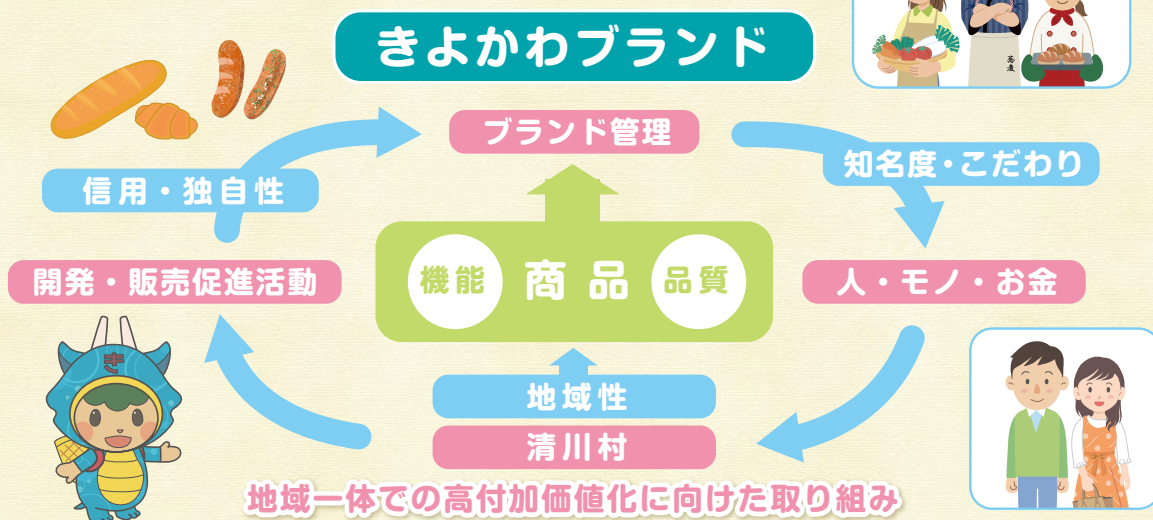 きよかわブランド
ブランド管理
信用・独自性
知名度・こだわり
開発・販売促進活動
機能
商品
品質
人・モノ・お金
地域性
清川村
き
地域一体での高付加価値化に向けた取り組み